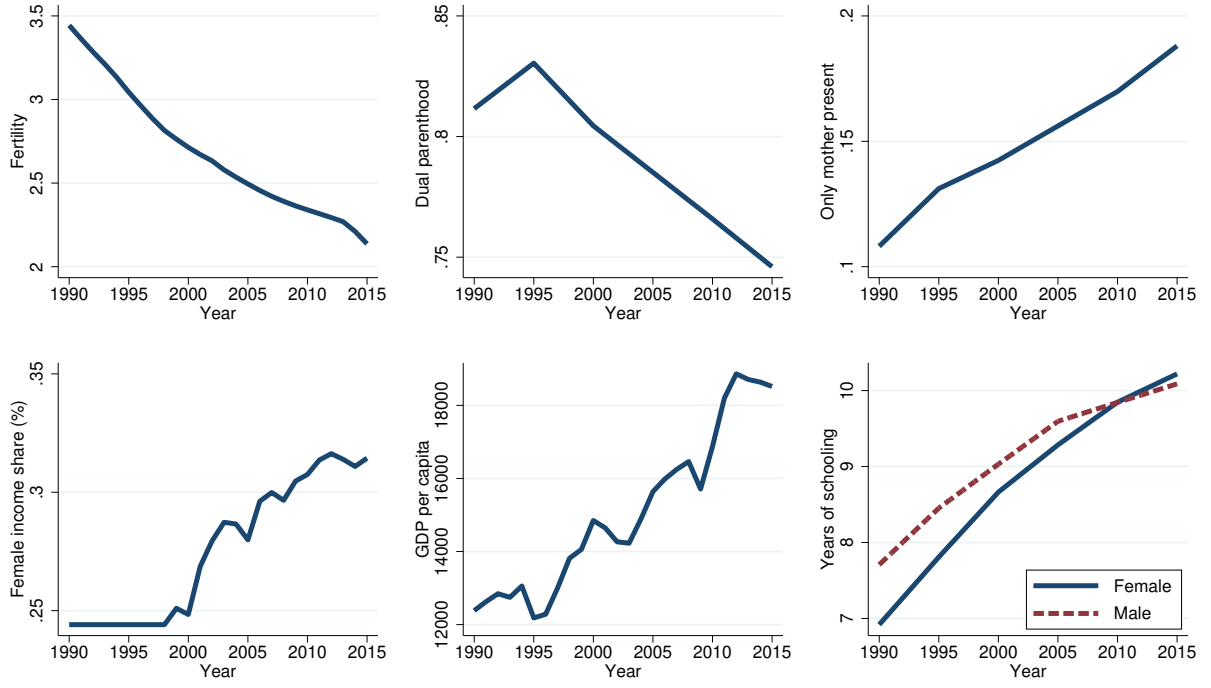 Fertility
3.5
3
2.5
2
1990 1995 2000 2005 2010 2015
Year
Dual parenthood
.85
.8
.75
1990 1995 2000 2005 2010 2015
Year
Only mother present
.2
.15
.1
1990 1995 2000 2005 2010 2015
Year
Female income share (%)
.35
.3
.25
1990 1995 2000 2005 2010 2015
Year
GDP per capita
18000
16000
14000
12000
1990 1995 2000 2005 2010 2015
Year
Years of schooling
10
9
8
7
Female
Male
1990 1995 2000 2005 2010 2015
Year